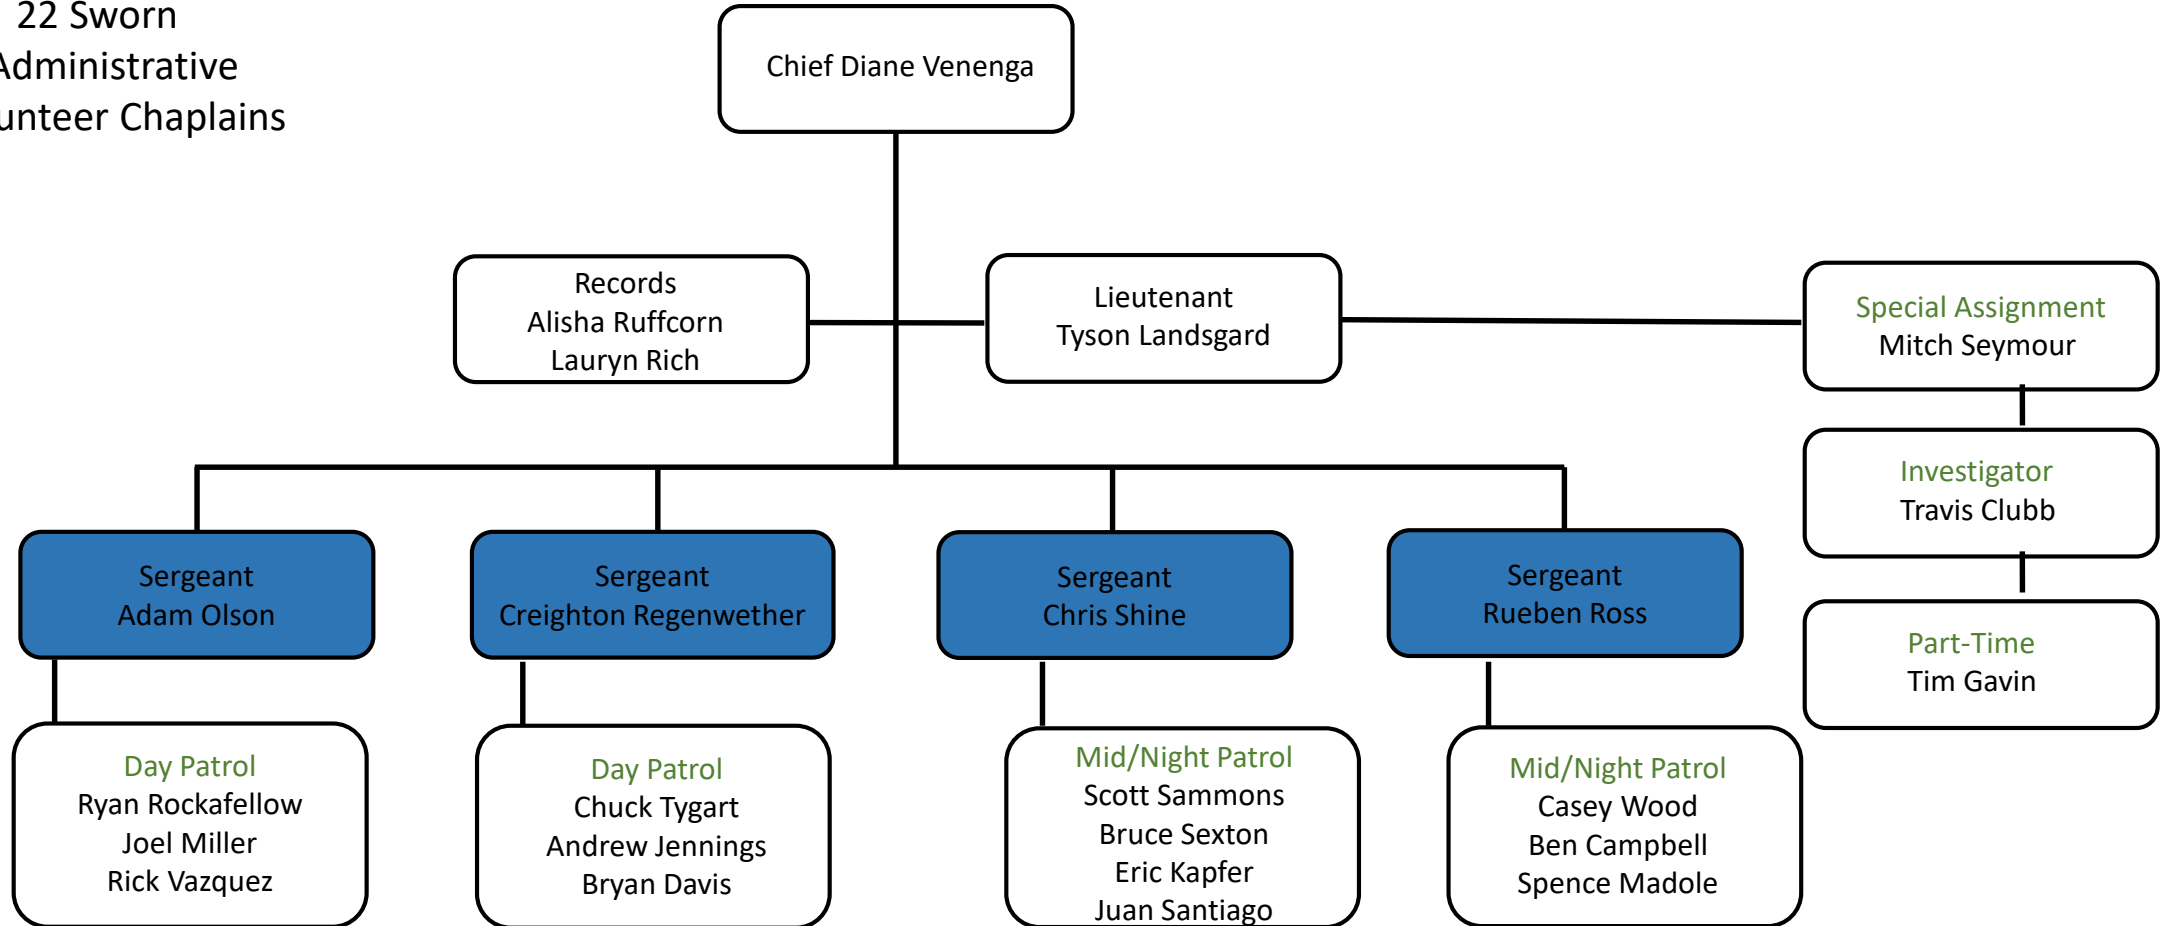 22 Sworn
Administrative
Chaplains
Chief Diane Venenga
Records
Alisha Ruffcorn
Lauryn Rich
Lieutenant
Tyson Landsgard
Special Assignment
Mitch Seymour
Investigator
Travis Clubb
Part-Time
Tim Gavin
Sergeant
Adam Olson
Sergeant
Creighton Regenwether
Sergeant
Chris Shine
Sergeant
Rueben Ross
Day Patrol
Ryan Rockafellow
Joel Miller
Rick Vazquez
Day Patrol
Chuck Tygart
Andrew Jennings
Bryan Davis
Mid/Night Patrol
Scott Sammons
Bruce Sexton
Eric Kapfer
Juan Santiago
Mid/Night Patrol
Casey Wood
Ben Campbell
Spence Madole